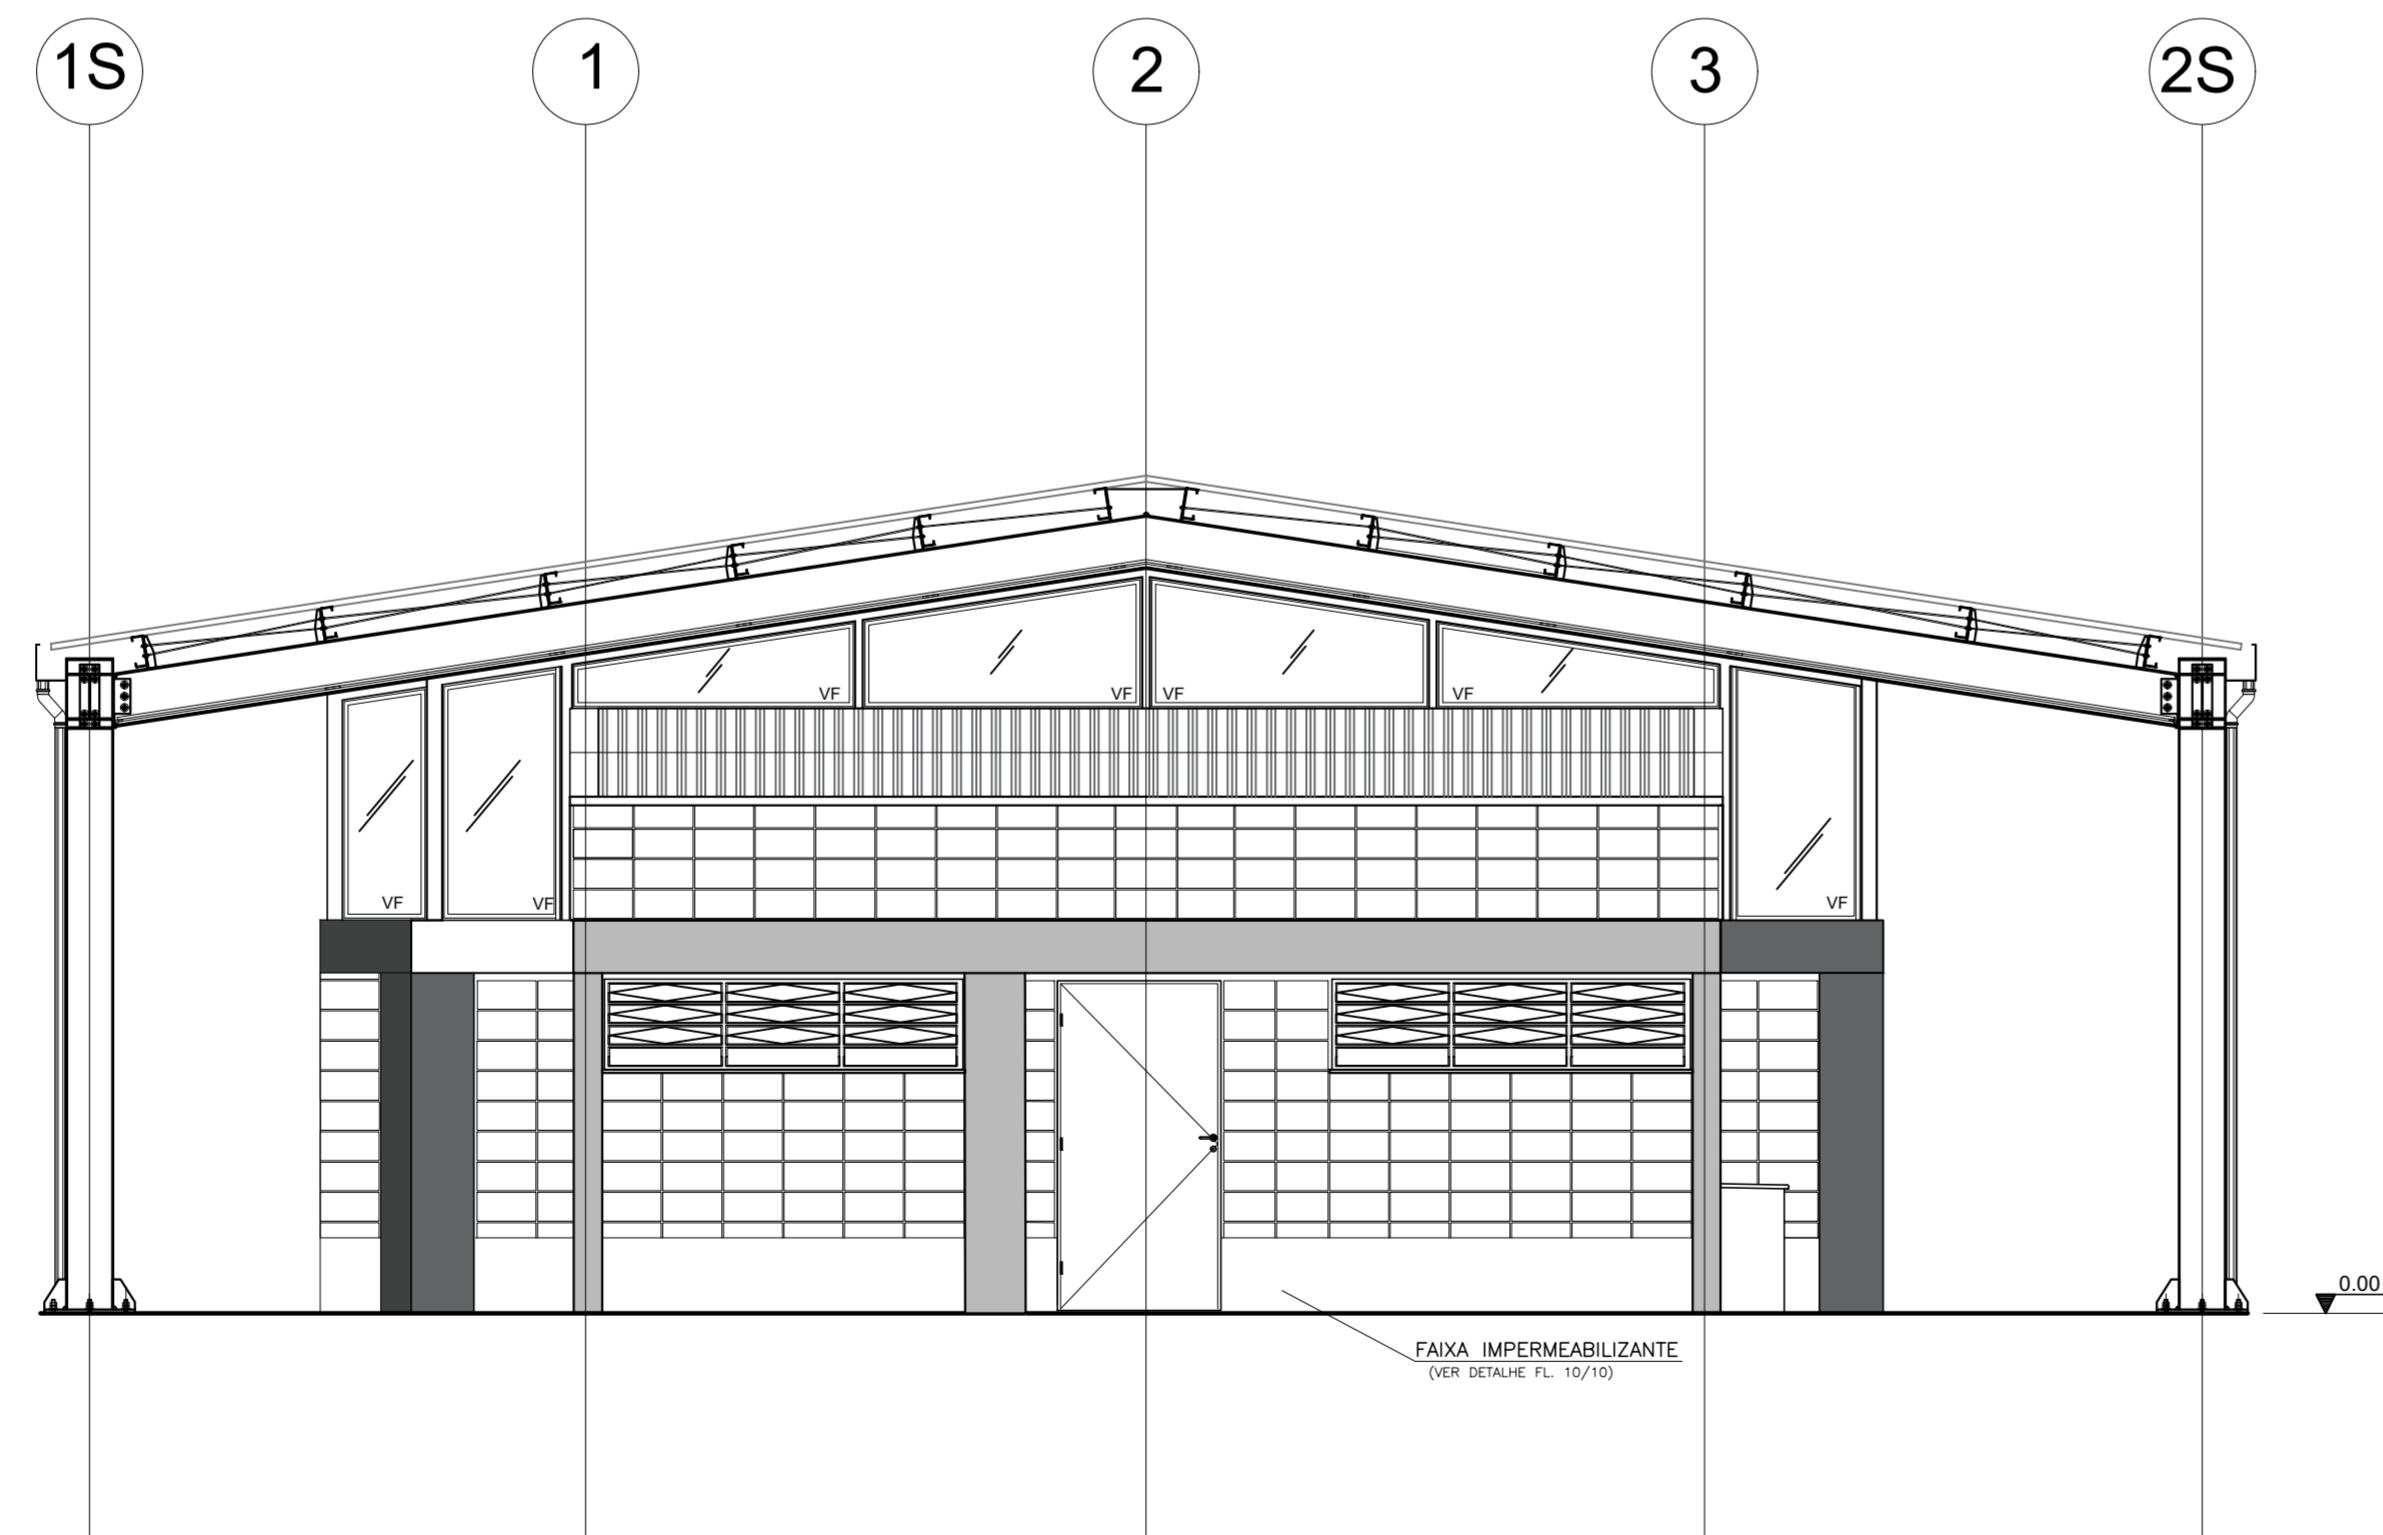 1S
1
2
3
2S
VF
VF
VF
VF
VF
VF
VF
0.00
FAIXA IMPERMEABILIZANTE
(VER DETALHE FL. 10/10)